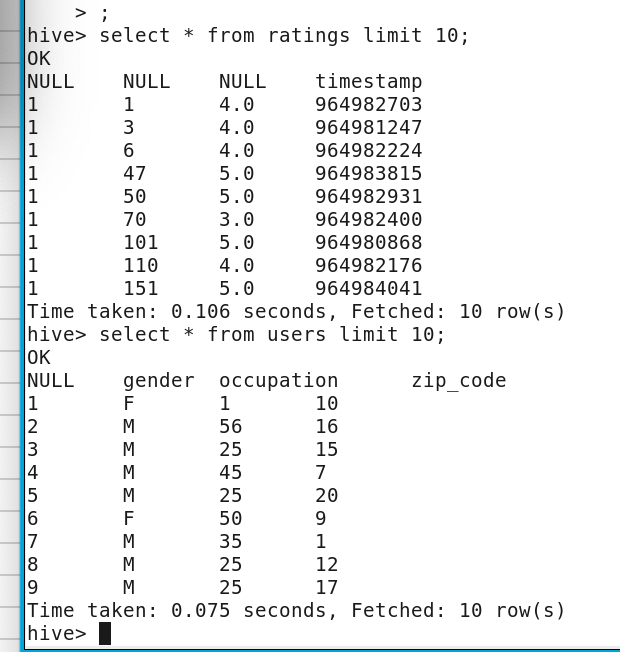 > ;
hive> select * from ratings limit 10;
OK
NULL    NULL    NULL    timestamp
1       1       4.0     964982703
1       3       4.0     964981247
1       6       4.0     964982224
1       47      5.0     964983815
1       50      5.0     964982931
1       70      3.0     964982400
1       101     5.0     964980868
1       110     4.0     964982176
1       151     5.0     964984041
Time taken: 0.106 seconds, Fetched: 10 row(s)
hive> select * from users limit 10;
OK
NULL    gender  occupation      zip_code
1       F       1       10
2       M       56      16
3       M       25      15
4       M       45      7
5       M       25      20
6       F       50      9
7       M       35      1
8       M       25      12
9       M       25      17
Time taken: 0.075 seconds, Fetched: 10 row(s)
hive>